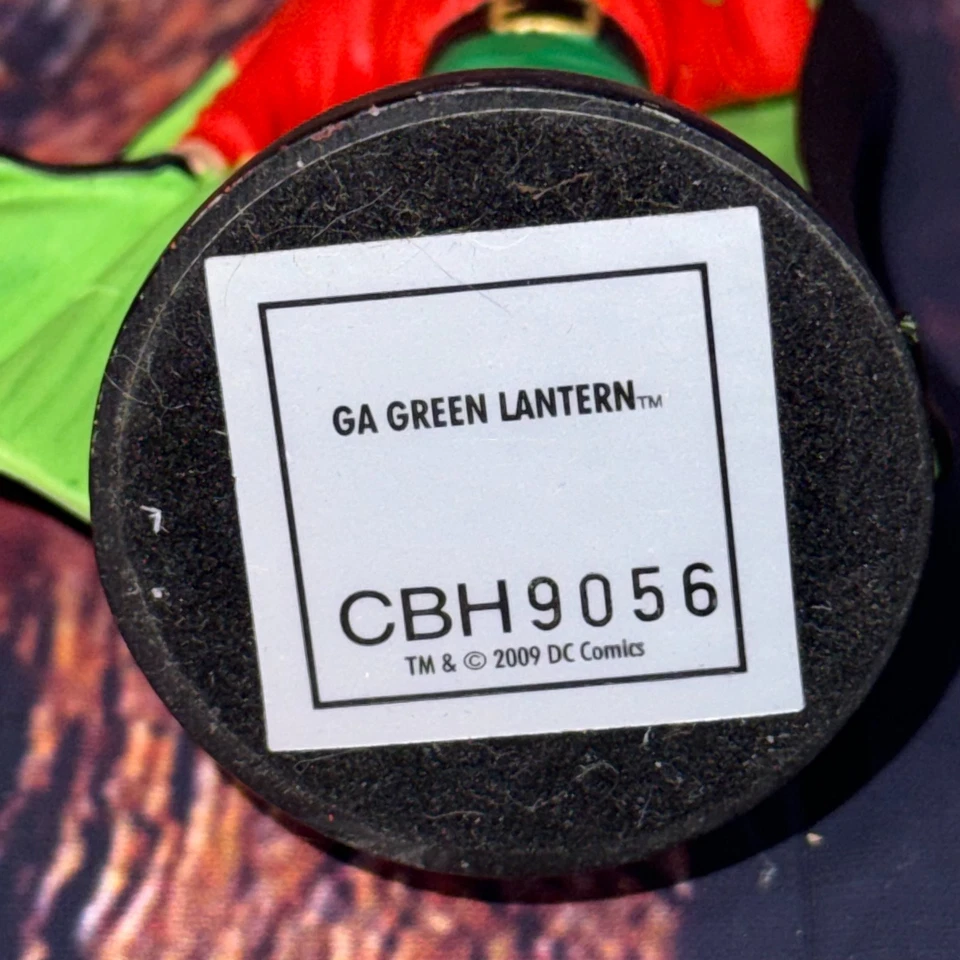 GA GREEN LANTERN™
CBH9056
TM & © 2009 DC Comics